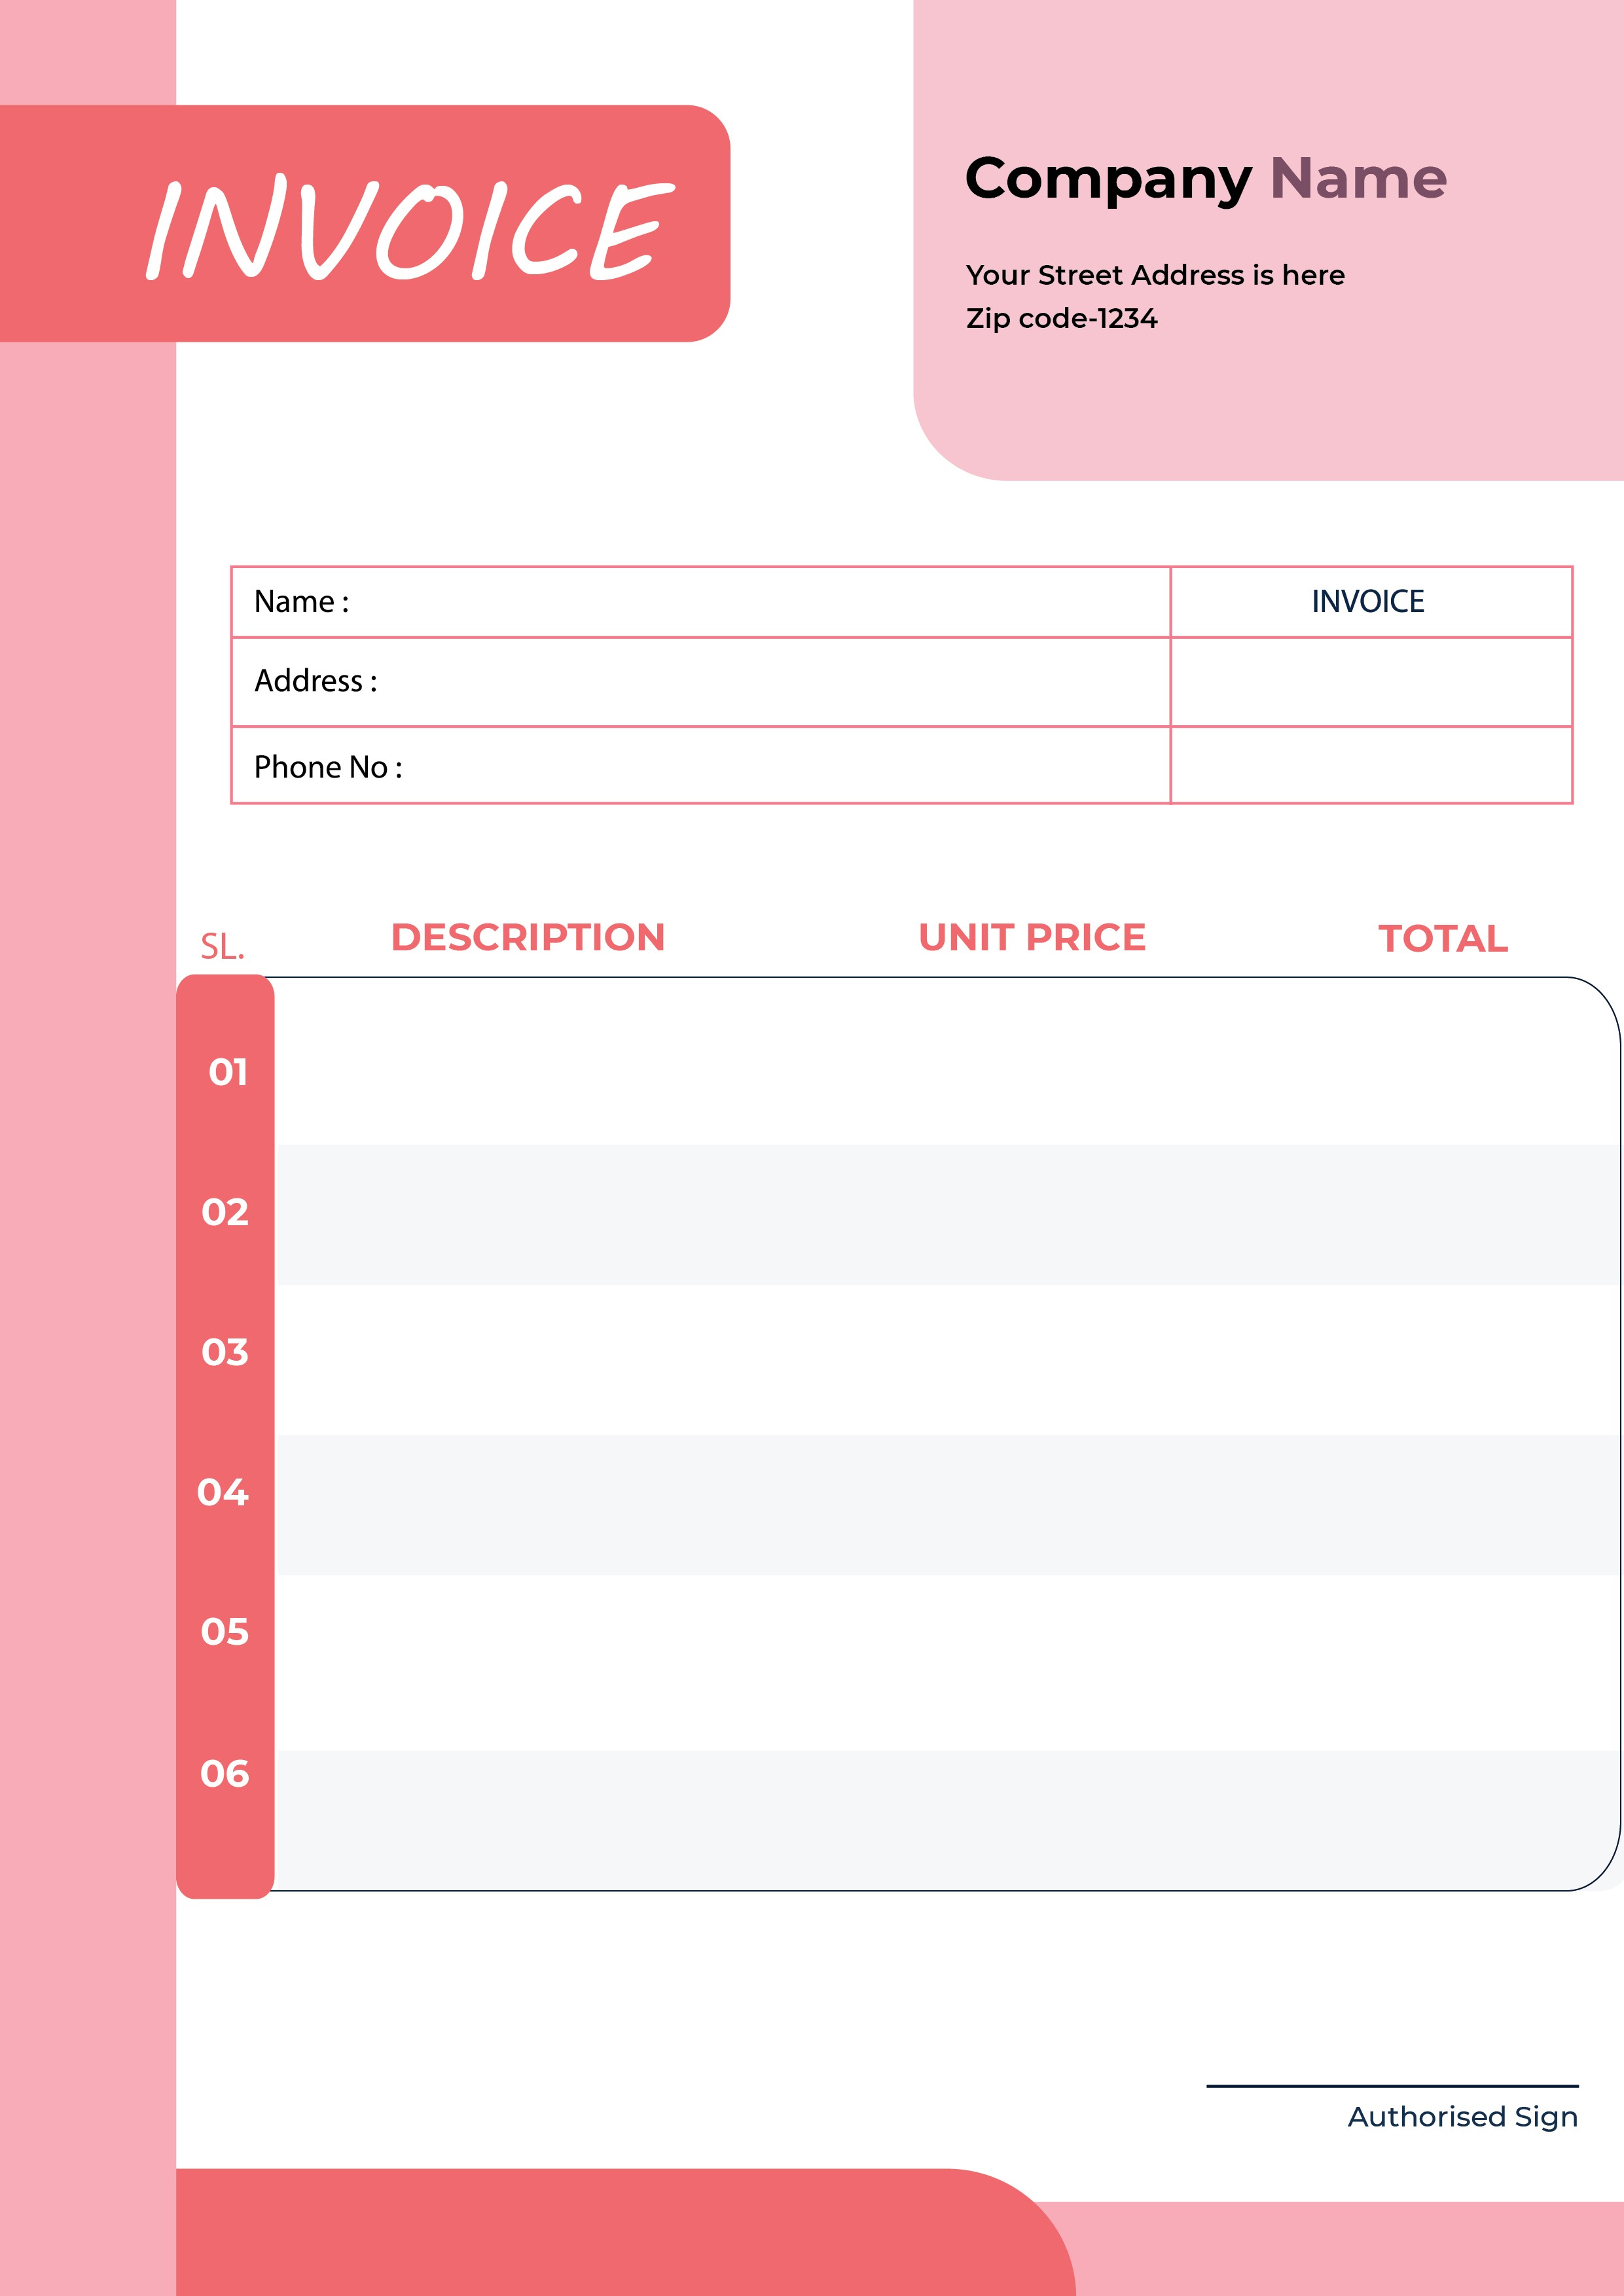 INVOICE
Company Name
Your Street Address is here
Zip code-1234
Name :
INVOICE
Address :
Phone No :
SL.
DESCRIPTION
UNIT PRICE
TOTAL
01
02
03
04
05
06
Authorised Sign